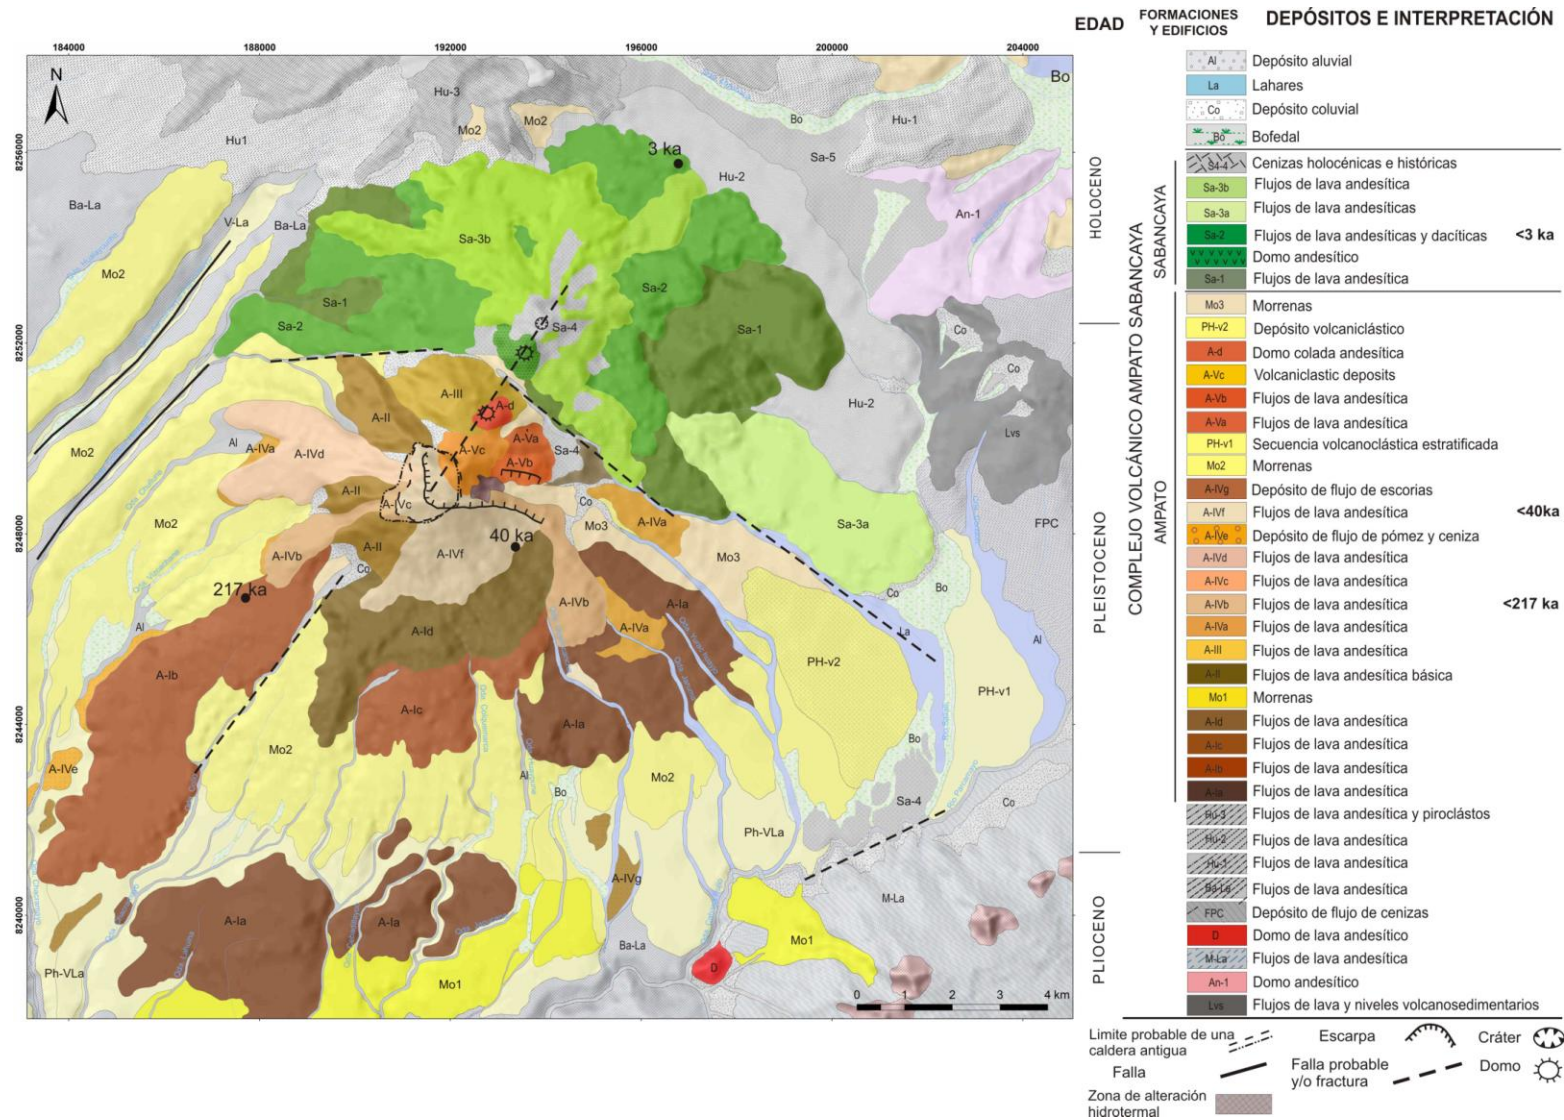 184000
188000
192000
196000
200000
204000
8256000
8252000
8248000
8244000
8240000
N
Hu-3
Mo2
Mo2
Hu1
Bo
Hu-1
Bo
3 ka
Sa-5
Hu-2
Ba-La
V-La
Ba-La
Sa-3b
An-1
Mo2
Sa-1
Sa-2
Sa-2
Sa-4
Sa-1
Co
Co
A-III
A-d
Hu-2
A-II
Lvs
Mo2
Al
A-IVa
A-IVd
A-Va
A-Vc
A-Vb
Sa-4
A-II
A-IVc
Co
Mo3
A-IVa
Sa-3a
FPC
Mo2
40 ka
A-IVb
A-II
A-IVf
Mo3
Bo
Co
217 ka
Co
A-IVb
A-Ia
Al
A-Id
A-IVa
La
Al
A-Ib
PH-v2
PH-v1
A-Ic
A-Ia
Mo2
Bo
A-IVe
Al
Bo
Mo2
Sa-4
Co
Ph-VLa
A-IVg
M-La
A-Ia
A-Ia
Ba-La
Mo1
Ph-VLa
Mo1
D
0 1 2 3 4 km
EDAD
HOLOCENO
PLEISTOCENO
PLIOCENO
FORMACIONES
Y EDIFICIOS
COMPLEJO VOLCÁNICO AMPATO SABANCAYA
SABANCAYA
AMPATO
DEPÓSITOS E INTERPRETACIÓN
Al Depósito aluvial
La Lahares
Co Depósito coluvial
Bo Bofedal
S4-4 Cenizas holocénicas e históricas
Sa-3b Flujos de lava andesítica
Sa-3a Flujos de lava andesíticas
Sa-2 Flujos de lava andesíticas y dacíticas <3 ka
Domo andesítico
Sa-1 Flujos de lava andesítica
Mo3 Morrenas
PH-v2 Depósito volcaniclástico
A-d Domo colada andesítica
A-Vc Volcaniclastic deposits
A-Vb Flujos de lava andesítica
A-Va Flujos de lava andesítica
PH-v1 Secuencia volcanoclástica estratificada
Mo2 Morrenas
A-IVg Depósito de flujo de escorias
A-IVf Flujos de lava andesítica <40ka
A-IVe Depósito de flujo de pómez y ceniza
A-IVd Flujos de lava andesítica
A-IVc Flujos de lava andesítica
A-IVb Flujos de lava andesítica <217 ka
A-IVa Flujos de lava andesítica
A-III Flujos de lava andesítica
A-II Flujos de lava andesítica básica
Mo1 Morrenas
A-Id Flujos de lava andesítica
A-Ic Flujos de lava andesítica
A-Ib Flujos de lava andesítica
A-Ia Flujos de lava andesítica
Hu-3 Flujos de lava andesítica y piroclástos
Hu-2 Flujos de lava andesítica
Hu-1 Flujos de lava andesítica
Ba-La Flujos de lava andesítica
FPC Depósito de flujo de cenizas
D Domo de lava andesítico
M-La Flujos de lava andesítica
An-1 Domo andesítico
Lvs Flujos de lava y niveles volcanosedimentarios
Limite probable de una
caldera antigua
Escarpa
Cráter
Falla
Falla probable
y/o fractura
Domo
Zona de alteración
hidrotermal